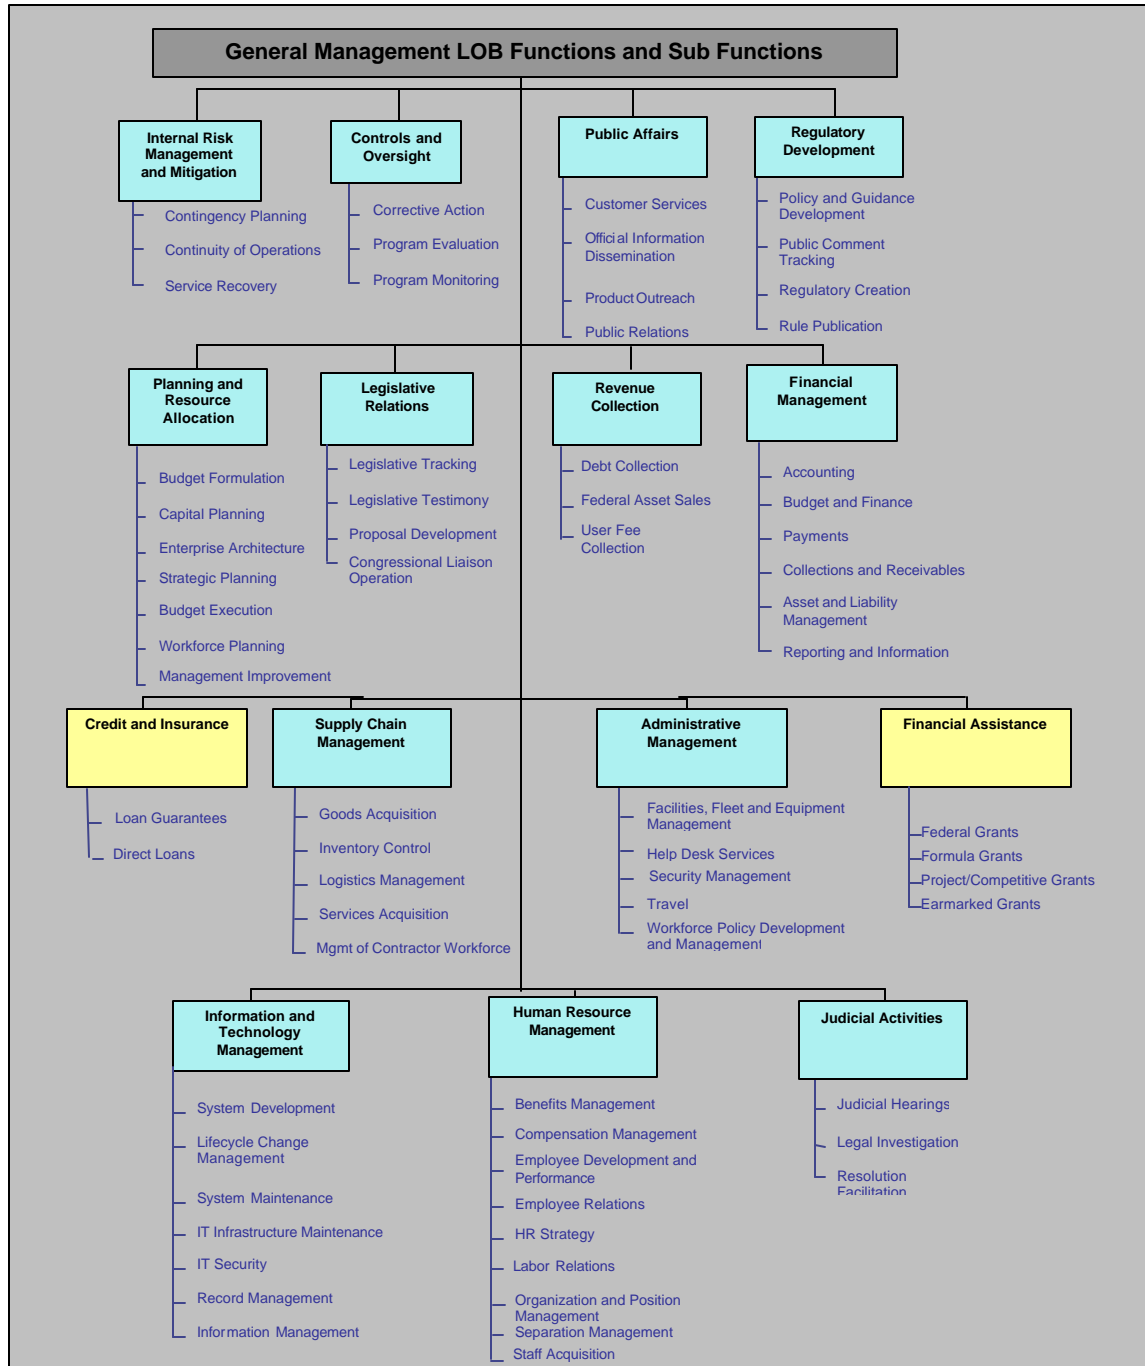 General Management LOB Functions and Sub Functions
Internal Risk
Management
and Mitigation
Contingency Planning
Continuity of Operations
Service Recovery
Controls and
Oversight
Corrective Action
Program Evaluation
Program Monitoring
Public Affairs
Customer Services
Official Information
Dissemination
Product Outreach
Public Relations
Regulatory
Development
Policy and Guidance
Development
Public Comment
Tracking
Regulatory Creation
Rule Publication
Planning and
Resource
Allocation
Budget Formulation
Capital Planning
Enterprise Architecture
Strategic Planning
Budget Execution
Workforce Planning
Management Improvement
Legislative
Relations
Legislative Tracking
Legislative Testimony
Proposal Development
Congressional Liaison
Operation
Revenue
Collection
Debt Collection
Federal Asset Sales
User Fee
Collection
Financial
Management
Accounting
Budget and Finance
Payments
Collections and Receivables
Asset and Liability
Management
Reporting and Information
Credit and Insurance
Loan Guarantees
Direct Loans
Supply Chain
Management
Goods Acquisition
Inventory Control
Logistics Management
Services Acquisition
Mgmt of Contractor Workforce
Administrative
Management
Facilities, Fleet and Equipment
Management
Help Desk Services
Security Management
Travel
Workforce Policy Development
and Management
Financial Assistance
Federal Grants
Formula Grants
Project/Competitive Grants
Earmarked Grants
Information and
Technology
Management
System Development
Lifecycle Change
Management
System Maintenance
IT Infrastructure Maintenance
IT Security
Record Management
Information Management
Human Resource
Management
Benefits Management
Compensation Management
Employee Development and
Performance
Employee Relations
HR Strategy
Labor Relations
Organization and Position
Management
Separation Management
Staff Acquisition
Judicial Activities
Judicial Hearings
Legal Investigation
Resolution
Facilitation